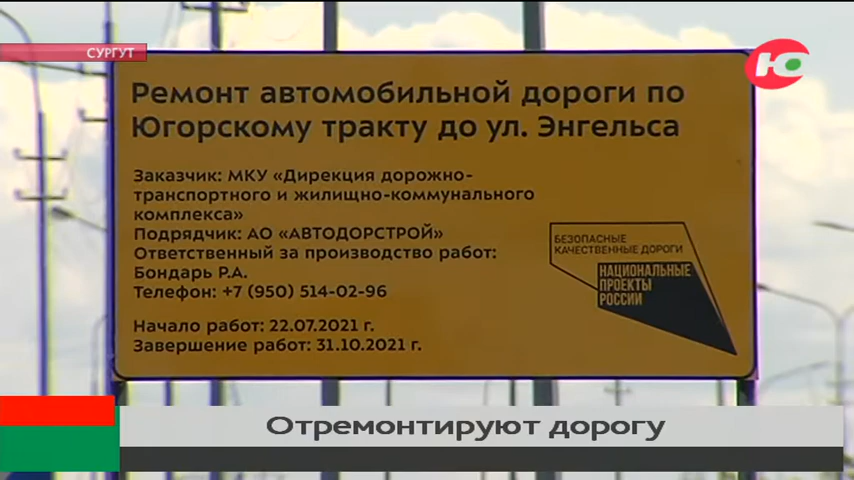 СУРГУТ
Ю
Ремонт автомобильной дороги по
Югорскому тракту до ул. Энгельса
Заказчик: МКУ «Дирекция дорожно-
транспортного и жилищно-коммунального
комплекса»
Подрядчик: АО «АВТОДОРСТРОЙ»
Ответственный за производство работ:
Бондарь Р.А.
Телефон: +7 (950) 514-02-96
Начало работ: 22.07.2021 г.
Завершение работ: 31.10.2021 г.
БЕЗОПАСНЫЕ
КАЧЕСТВЕННЫЕ ДОРОГИ
НАЦИОНАЛЬНЫЕ
ПРОЕКТЫ
РОССИИ
Отремонтируют дорогу